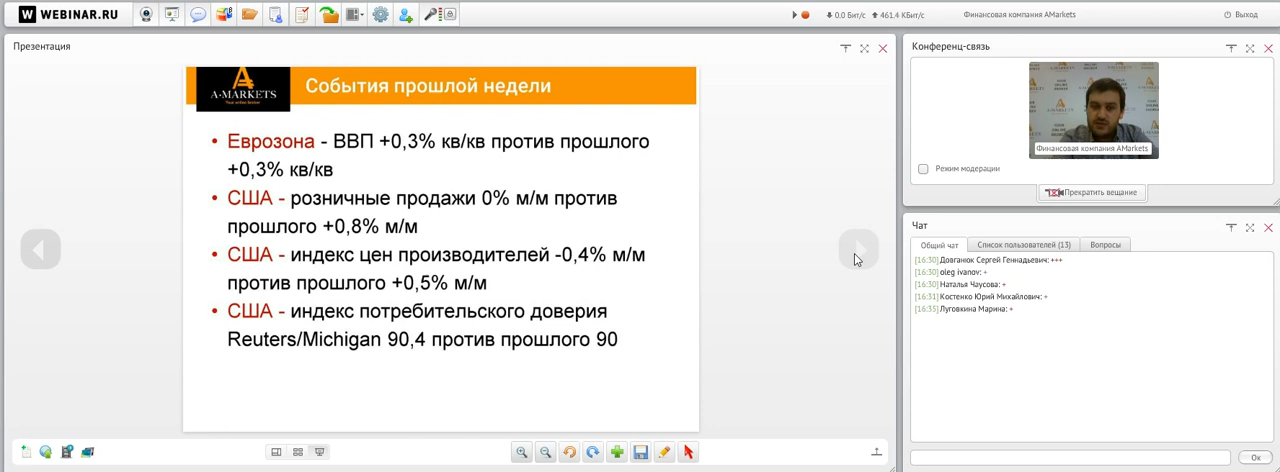 WEBINAR.RU
0.0 Бит/с
461.4 КБит/с
Финансовая компания AMarkets
Выход
Презентация
A-MARKETS
Your online broker
События прошлой недели
• Еврозона - ВВП +0,3% кв/кв против прошлого
+0,3% кв/кв
• США - розничные продажи 0% м/м против
прошлого +0,8% м/м
• США - индекс цен производителей -0,4% м/м
против прошлого +0,5% м/м
• США - индекс потребительского доверия
Reuters/Michigan 90,4 против прошлого 90
Конференц-связь
Финансовая компания AMarkets
Режим модерации
Прекратить вещание
Чат
Общий чат
Список пользователей (13)
Вопросы
[16:30] Довганюк Сергей Геннадьевич: +++
[16:30] oleg ivanov: +
[16:30] Наталья Чаусова: +
[16:31] Костенко Юрий Михайлович: +
[16:35] Луговкина Марина: +
Ок